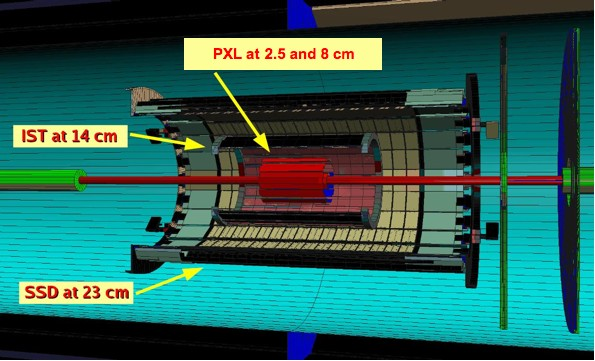 PXL at 2.5 and 8 cm
IST at 14 cm
SSD at 23 cm